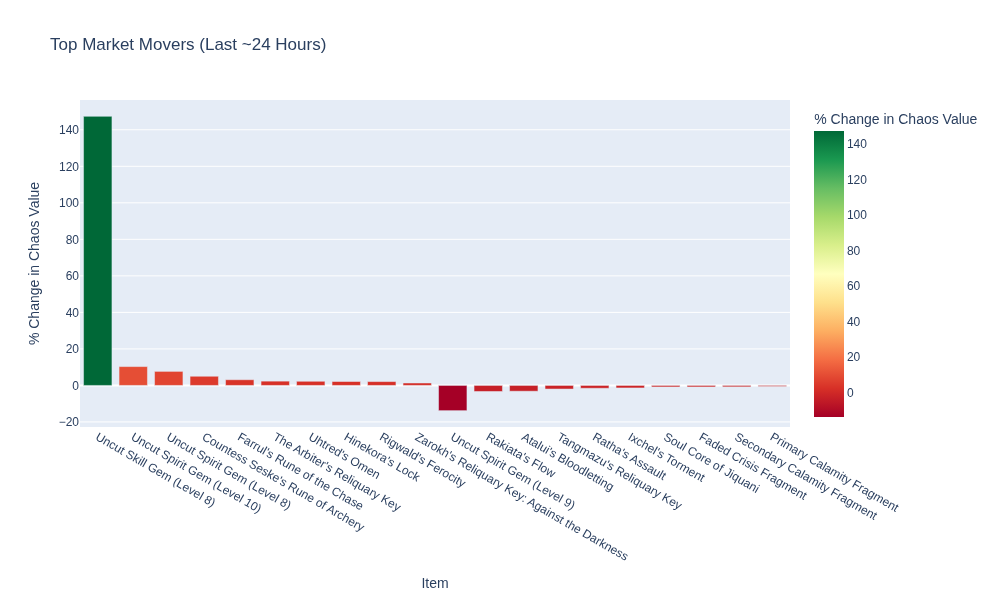 Top Market Movers (Last ~24 Hours)
% Change in Chaos Value
140
120
100
80
60
40
20
0
−20
Uncut Skill Gem (Level 8)
Uncut Spirit Gem (Level 10)
Uncut Spirit Gem (Level 8)
Countess Seske's Rune of Archery
Farrul's Rune of the Chase
The Arbiter's Reliquary Key
Uhtred's Omen
Hinekora's Lock
Rigwald's Ferocity
Zarokh's Reliquary Key: Against the Darkness
Uncut Spirit Gem (Level 9)
Rakiata's Flow
Atalui's Bloodletting
Tangmazu's Reliquary Key
Ratha's Assault
Ixchel's Torment
Soul Core of Jiquani
Faded Crisis Fragment
Secondary Calamity Fragment
Primary Calamity Fragment
Item
% Change in Chaos Value
140
120
100
80
60
40
20
0